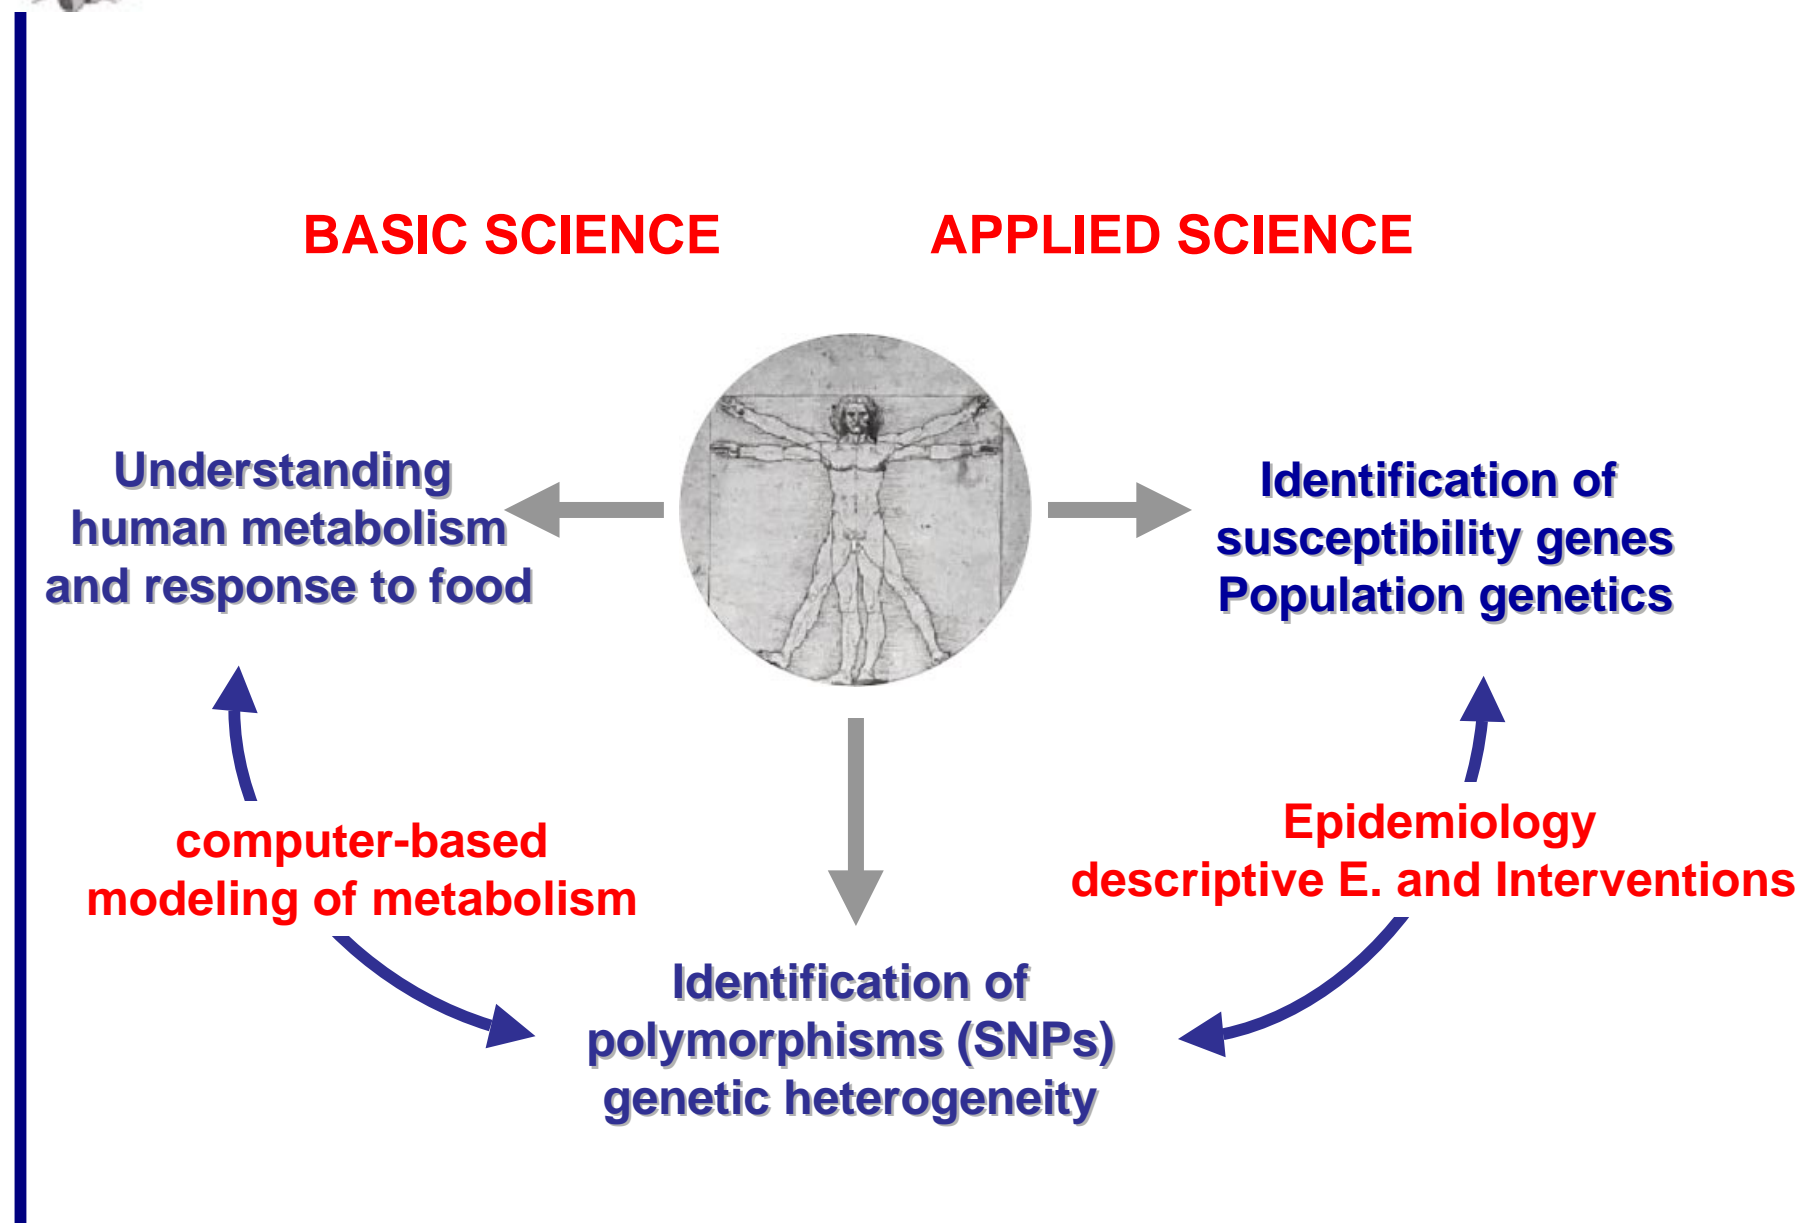 BASIC SCIENCE
APPLIED SCIENCE
Understanding
human metabolism
and response to food
Identification of
susceptibility genes
Population genetics
computer-based
modeling of metabolism
Epidemiology
descriptive E. and Interventions
Identification of
polymorphisms (SNPs)
genetic heterogeneity